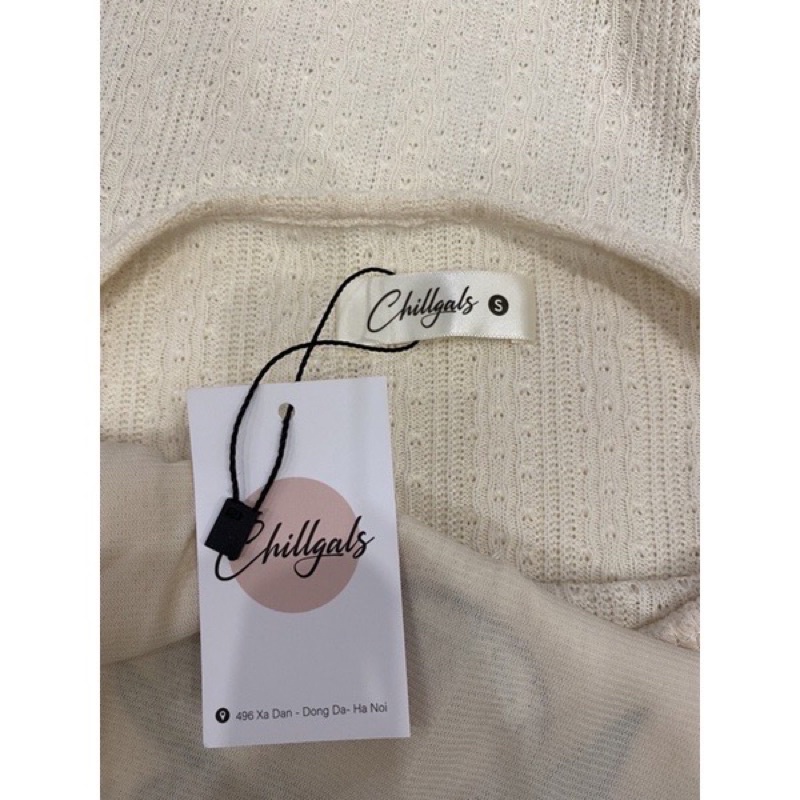 Chillgals S
Chillgals
496 Xa Dan - Dong Da- Ha Noi